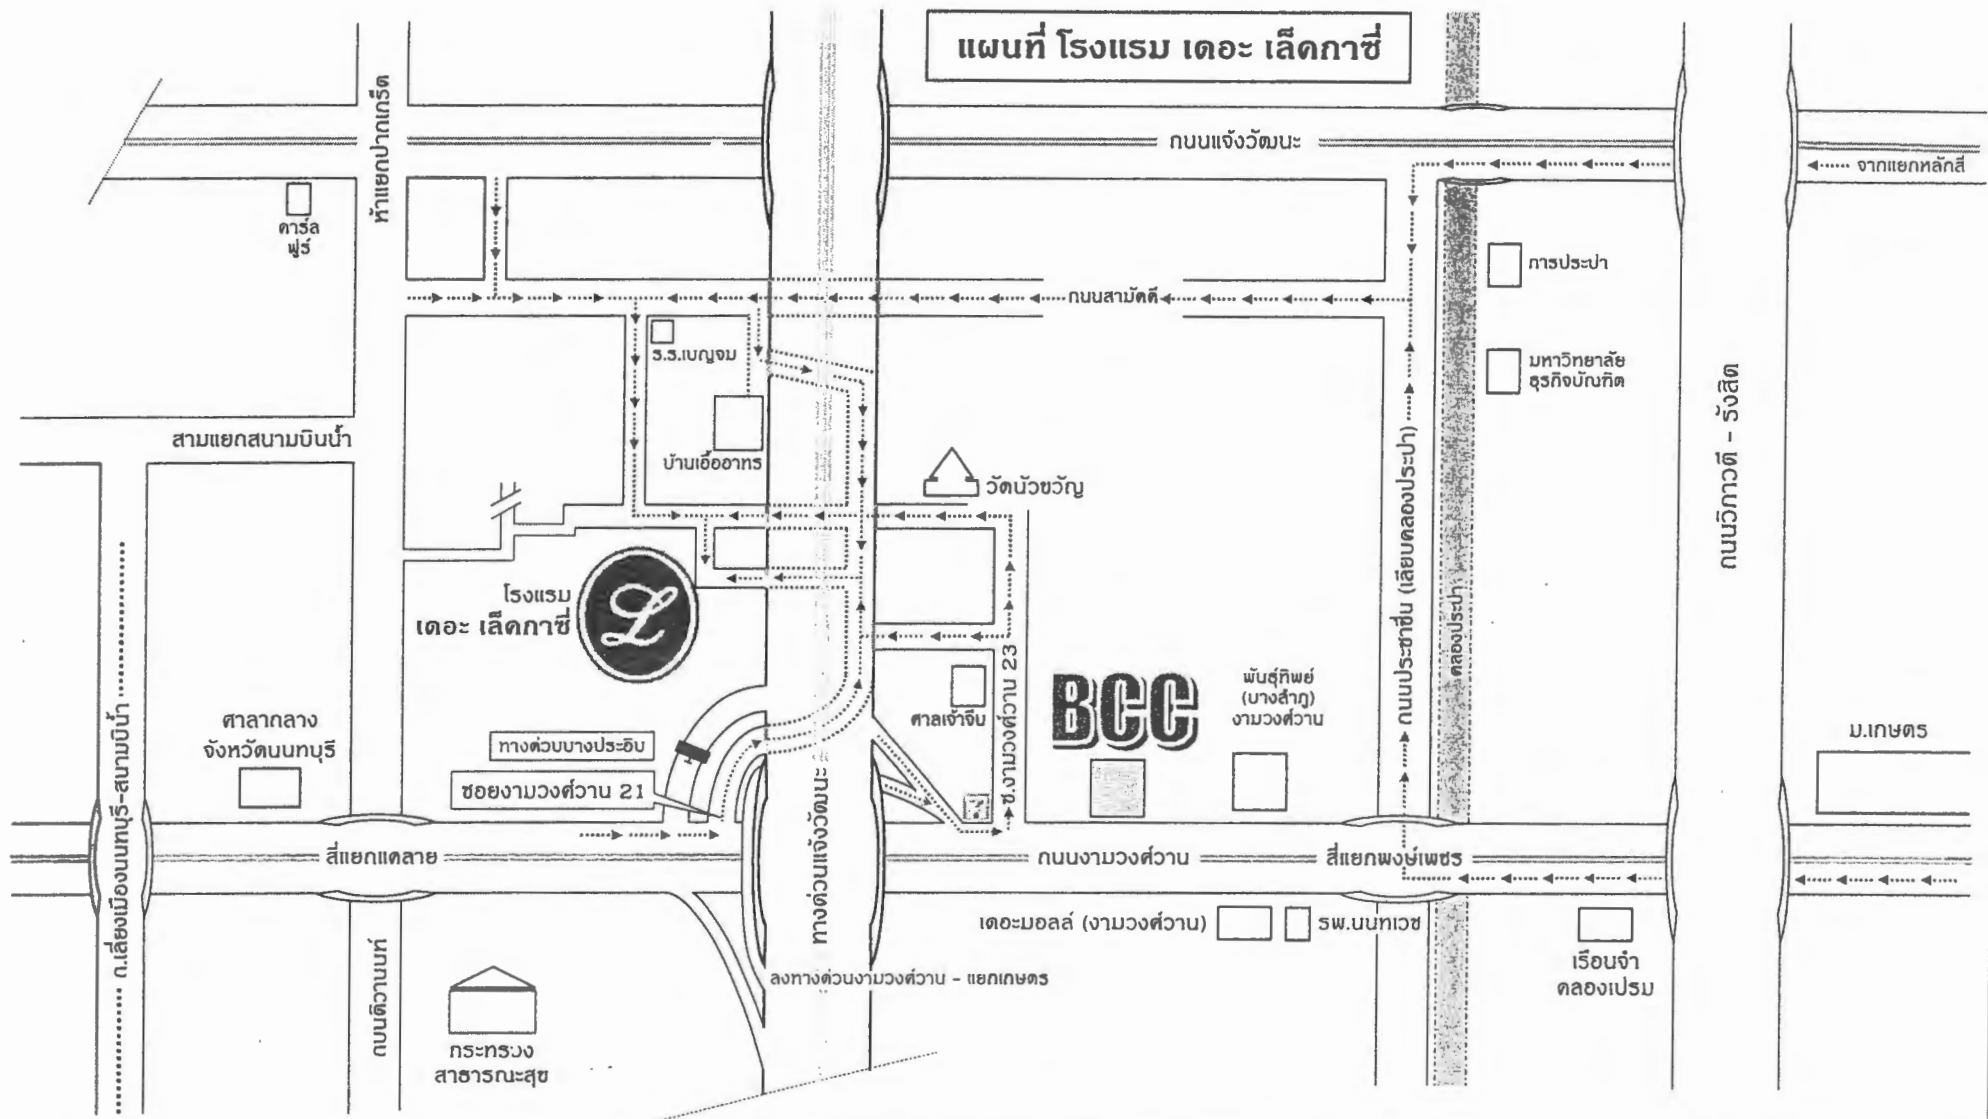 แผนที่ โรงแรม เดอะ เล็คกาซี่
ห้าแยกปากเกร็ด
ถนนแจ้งวัฒนะ
จากแยกหลักสี่
คาร์ล
ฟูร์
การประปา
ถนนสามัคคี
ร.ร.เบญจม
มหาวิทยาลัย
ธุรกิจบัณฑิต
ถนนวิภาวดี - รังสิต
สามแยกสนามบินน้ำ
บ้านเอื้ออาทร
วัดบัวขวัญ
ถนนประชาชื่น (เลียบคลองประปา)
คลองประปา
โรงแรม
เดอะ เล็คกาซี่
L
ซ.งามวงศ์วาน 23
BCC
พันธุ์ทิพย์
(บางลำภู)
งามวงศ์วาน
ศาลเจ้าจีน
ศาลากลาง
จังหวัดนนทบุรี
ทางด่วนบางประอิน
ซอยงามวงศ์วาน 21
ม.เกษตร
ถ.เลี่ยงเมืองนนทบุรี-สนามบินน้ำ
ทางด่วนแจ้งวัฒนะ
สี่แยกแคลาย
ถนนงามวงศ์วาน
สี่แยกพงษ์เพชร
เดอะมอลล์ (งามวงศ์วาน)
รพ.นนทเวช
เรือนจำ
คลองเปรม
ลงทางด่วนงามวงศ์วาน - แยกเกษตร
ถนนติวานนท์
กระทรวง
สาธารณะสุข